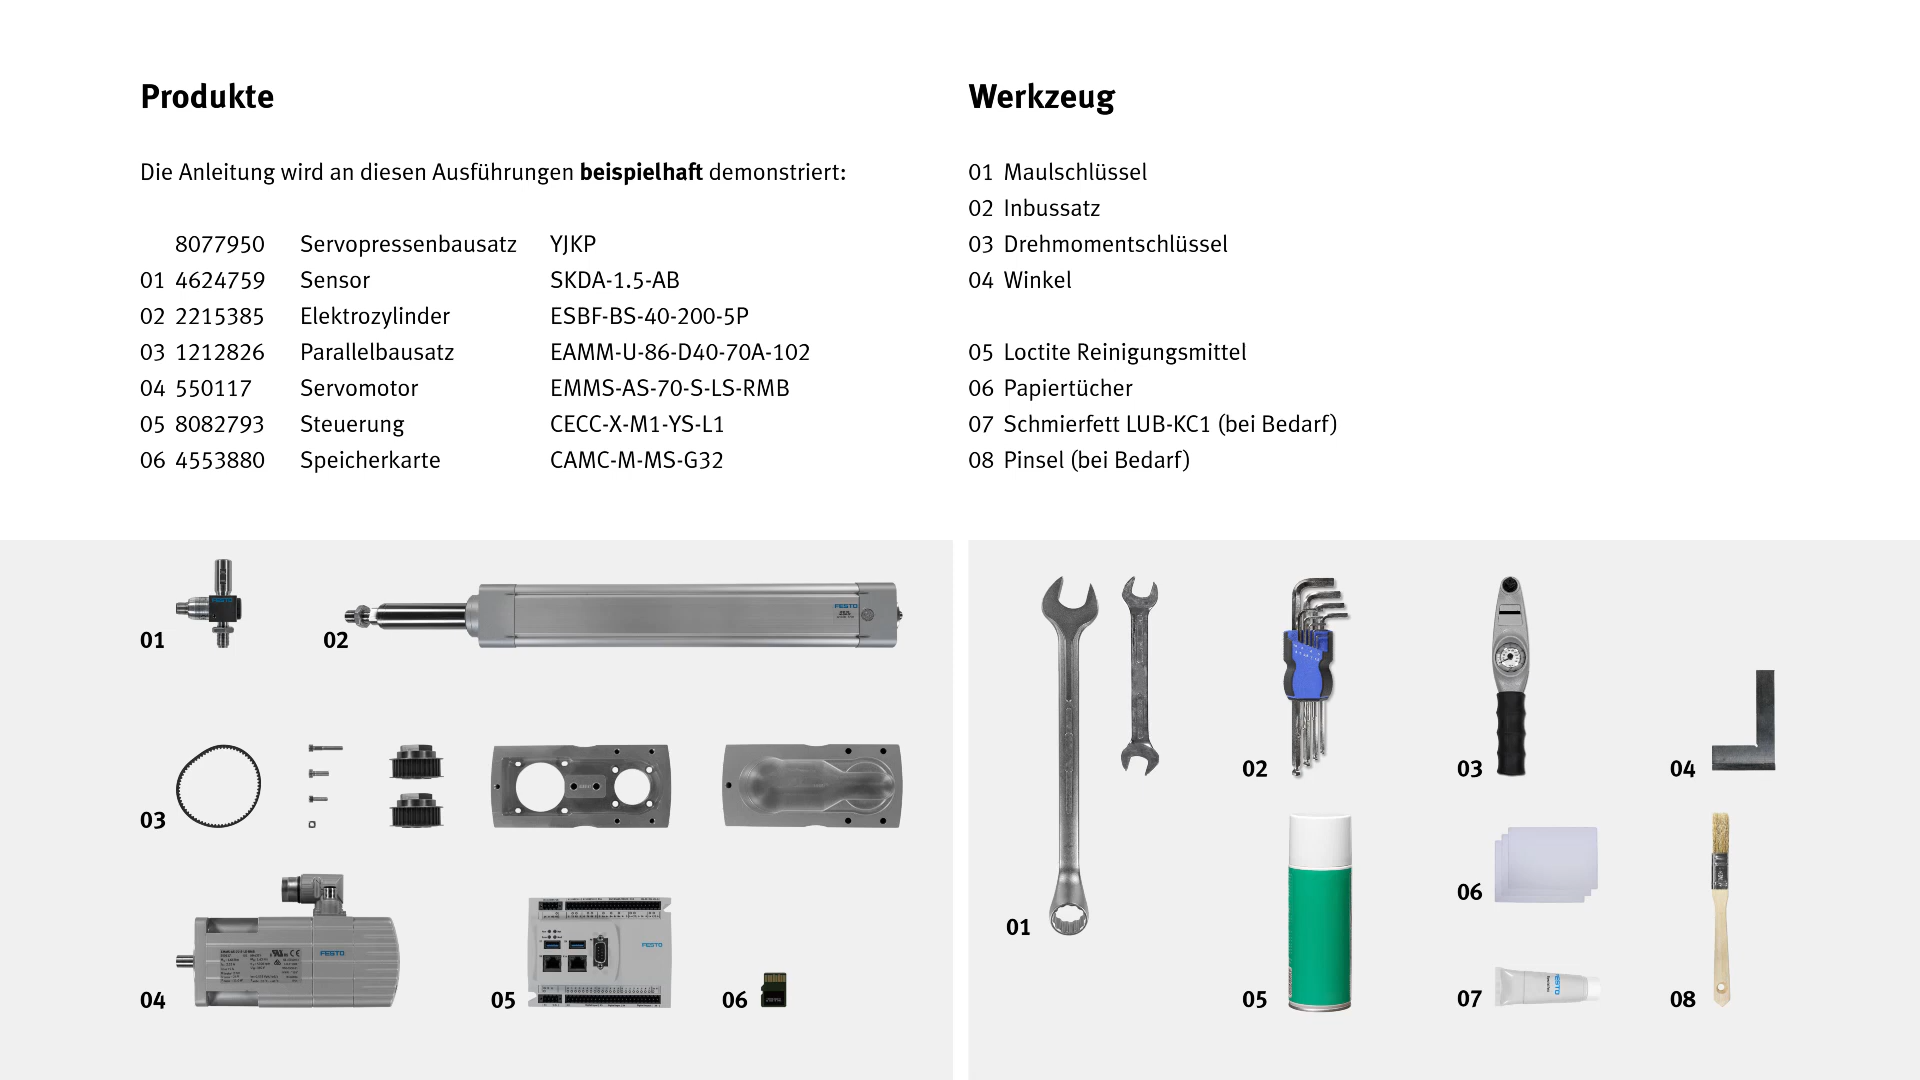 Produkte
Die Anleitung wird an diesen Ausführungen beispielhaft demonstriert:
8077950 Servopressenbausatz YJKP
01 4624759 Sensor SKDA-1.5-AB
02 2215385 Elektrozylinder ESBF-BS-40-200-5P
03 1212826 Parallelbausatz EAMM-U-86-D40-70A-102
04 550117 Servomotor EMMS-AS-70-S-LS-RMB
05 8082793 Steuerung CECC-X-M1-YS-L1
06 4553880 Speicherkarte CAMC-M-MS-G32
Werkzeug
01 Maulschlüssel
02 Inbussatz
03 Drehmomentschlüssel
04 Winkel
05 Loctite Reinigungsmittel
06 Papiertücher
07 Schmierfett LUB-KC1 (bei Bedarf)
08 Pinsel (bei Bedarf)
01
02
FESTO
03
04
FESTO
05
FESTO
06
01
02
03
04
05
06
07
FESTO
08